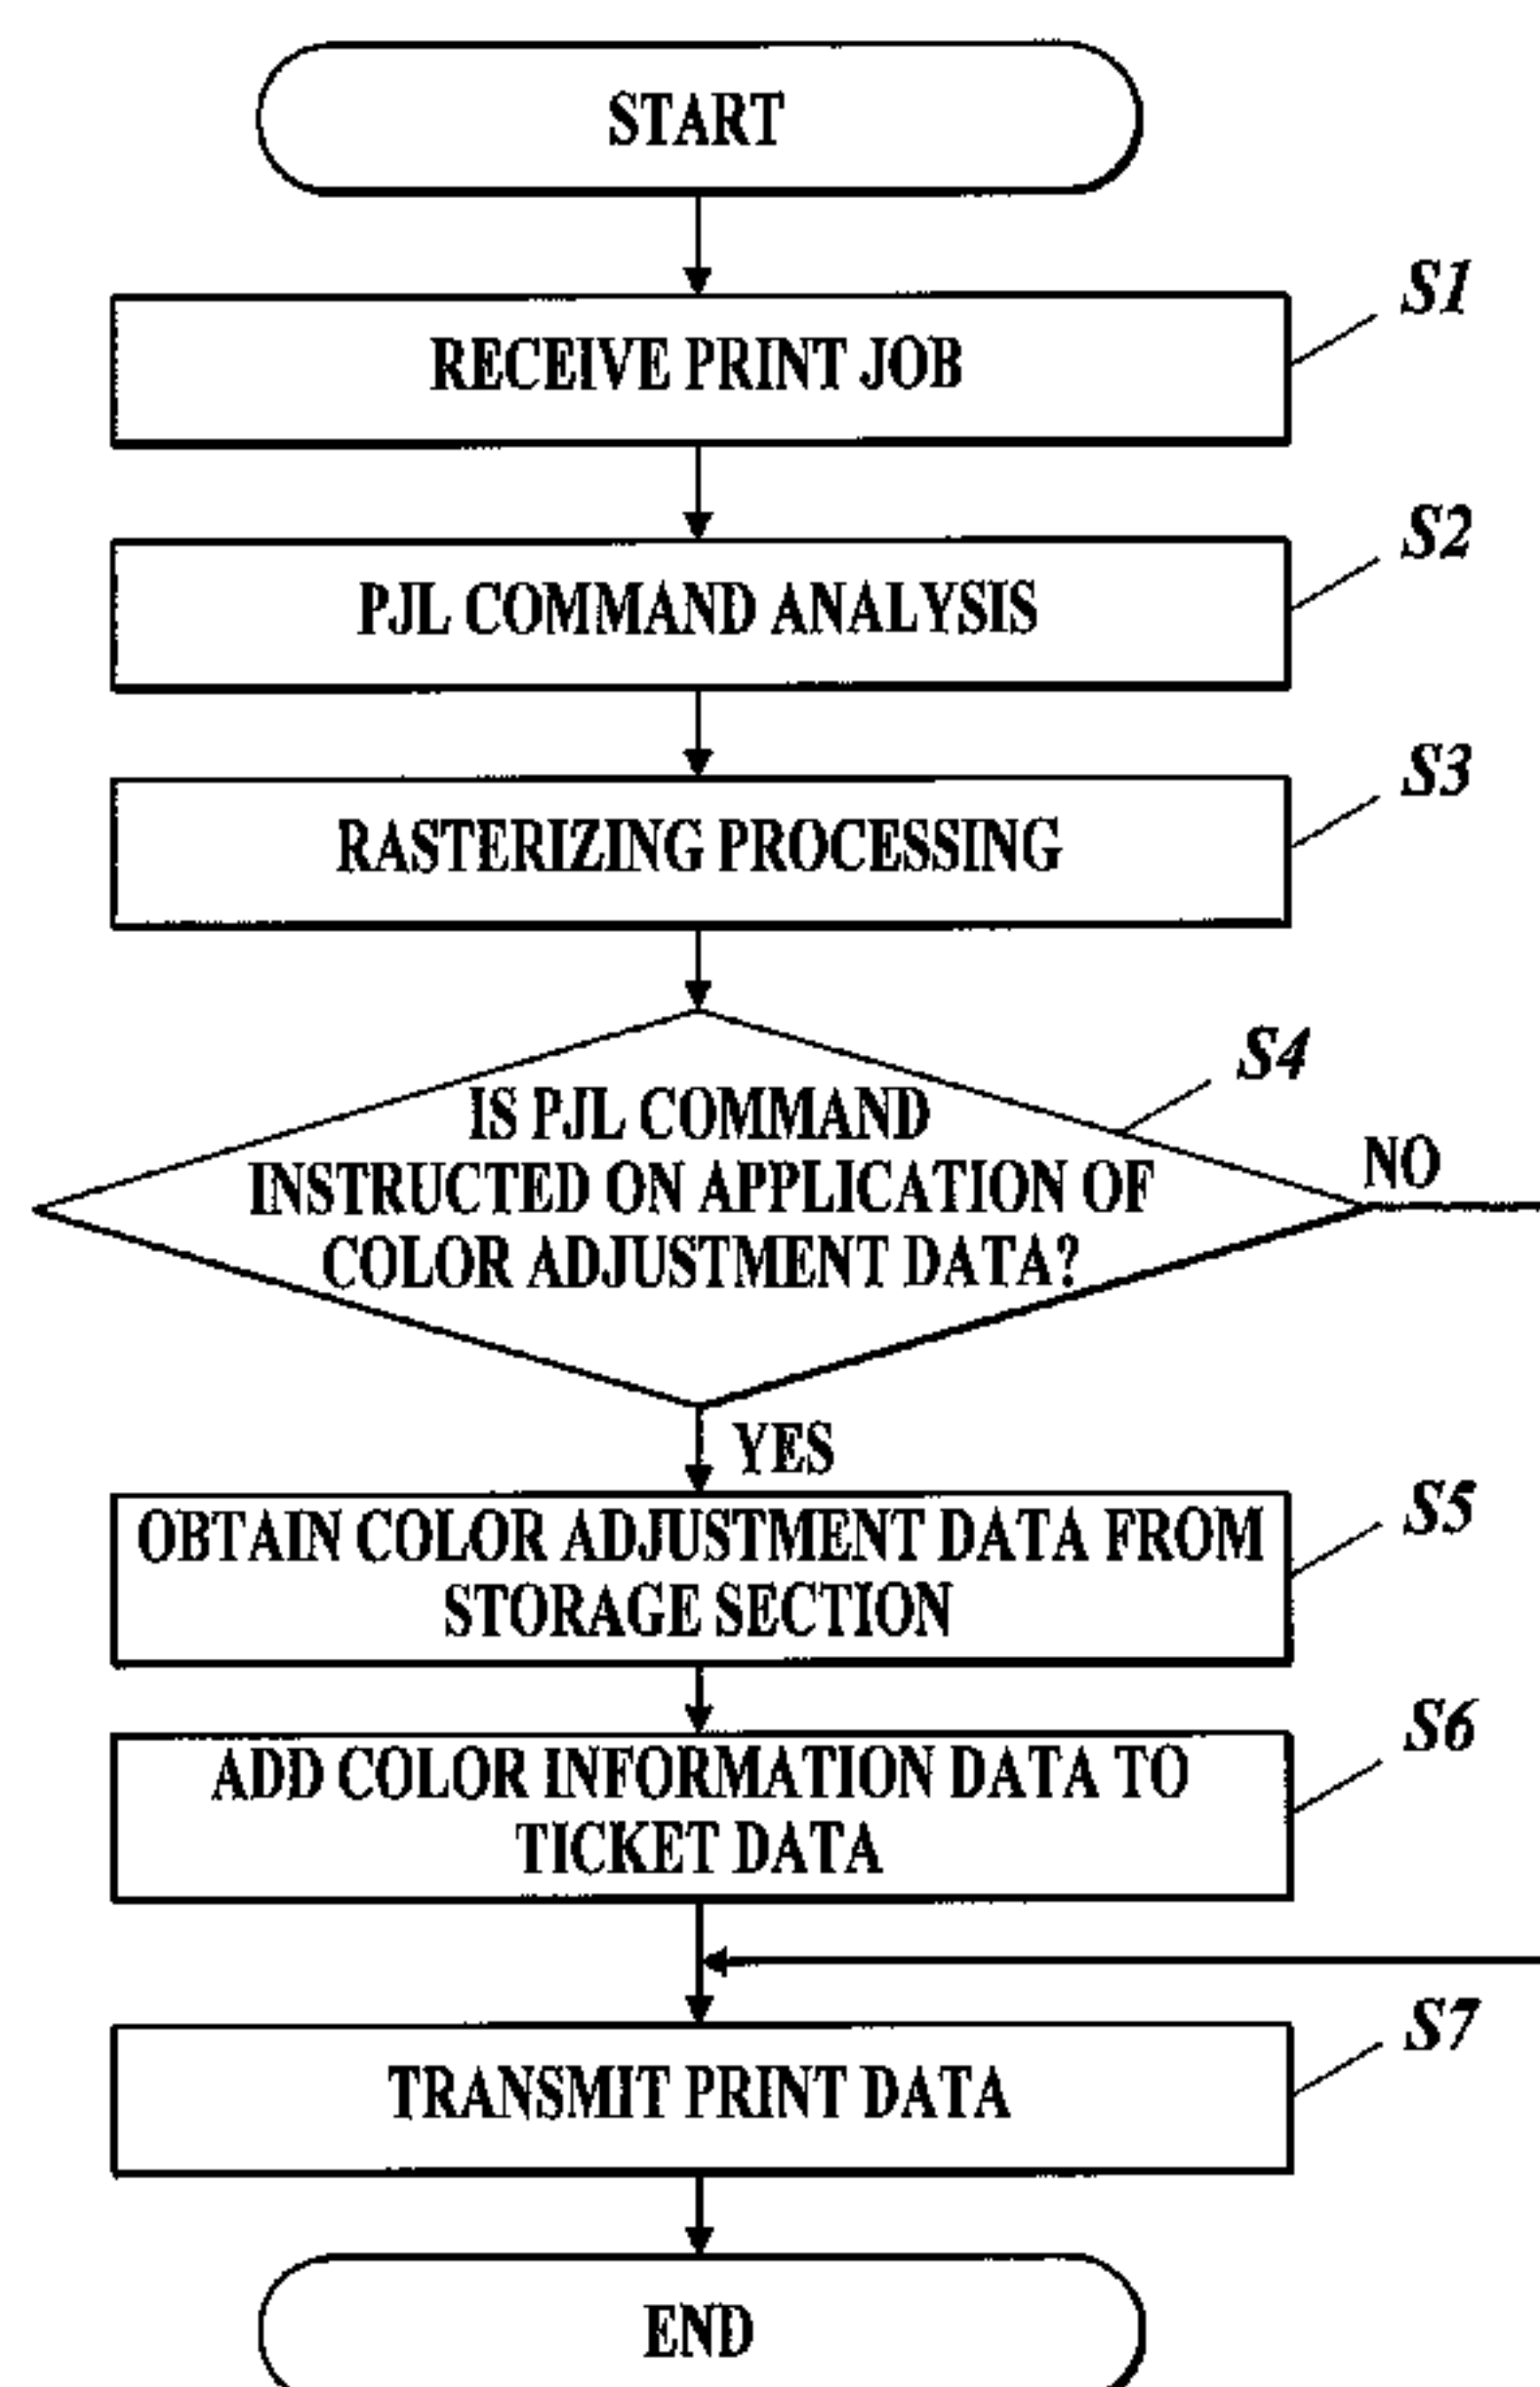 START
S1
RECEIVE PRINT JOB
S2
PJL COMMAND ANALYSIS
S3
RASTERIZING PROCESSING
S4
IS PJL COMMAND
INSTRUCTED ON APPLICATION OF
COLOR ADJUSTMENT DATA?
NO
YES
S5
OBTAIN COLOR ADJUSTMENT DATA FROM
STORAGE SECTION
S6
ADD COLOR INFORMATION DATA TO
TICKET DATA
S7
TRANSMIT PRINT DATA
END